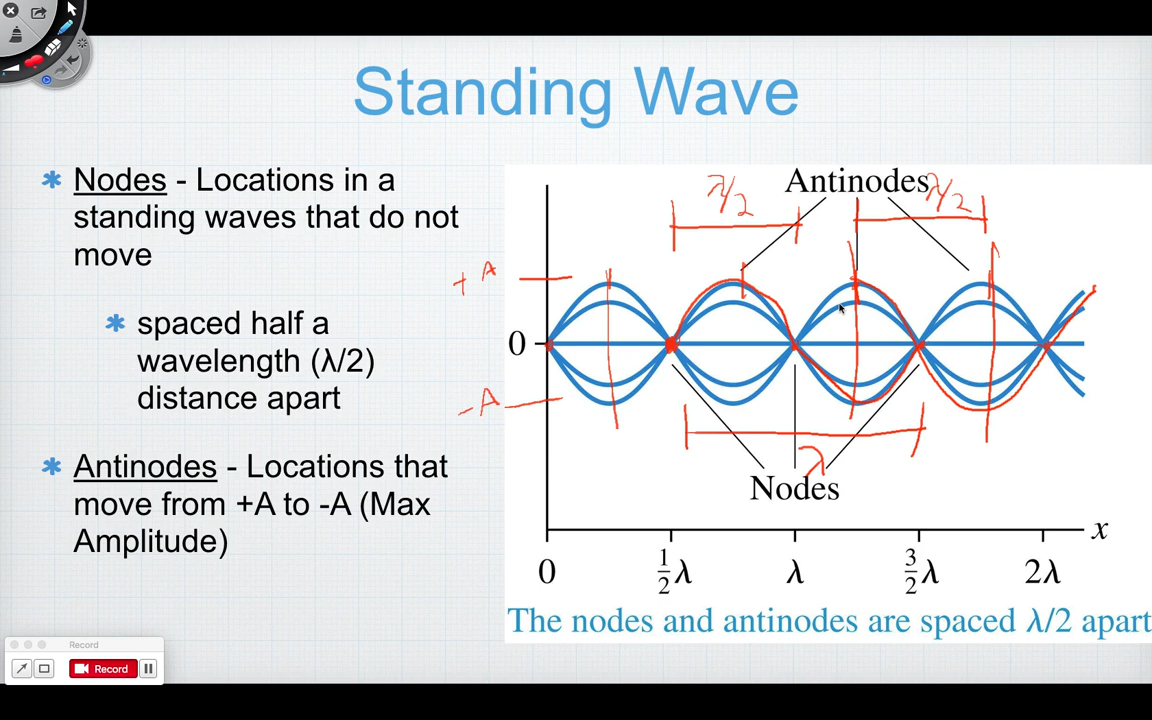 Standing Wave
Nodes - Locations in a
standing waves that do not
move
spaced half a
wavelength (λ/2)
distance apart
Antinodes - Locations that
move from +A to -A (Max
Amplitude)
Antinodes
λ/2
λ/2
+A
0
-A
λ
Nodes
x
0
1/2 λ
λ
3/2 λ
2λ
The nodes and antinodes are spaced λ/2 apart
Record
Record